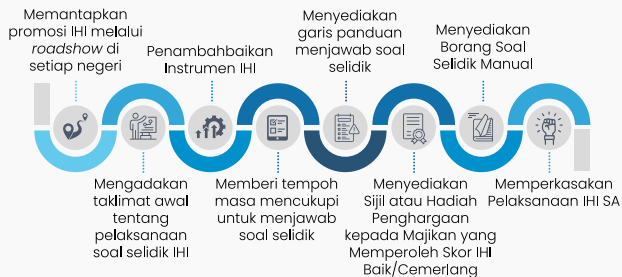 Memantapkan
promosi IHI melalui
roadshow di
setiap negeri
Mengadakan
taklimat awal
tentang
pelaksanaan
soal selidik IHI
Penambahbaikan
Instrumen IHI
Memberi tempoh
masa mencukupi
untuk menjawab
soal selidik
Menyediakan
garis panduan
menjawab soal
selidik
Menyediakan
Sijil atau Hadiah
Penghargaan
kepada Majikan yang
Memperoleh Skor IHI
Baik/Cemerlang
Menyediakan
Borang Soal
Selidik Manual
Memperkasakan
Pelaksanaan IHI SA